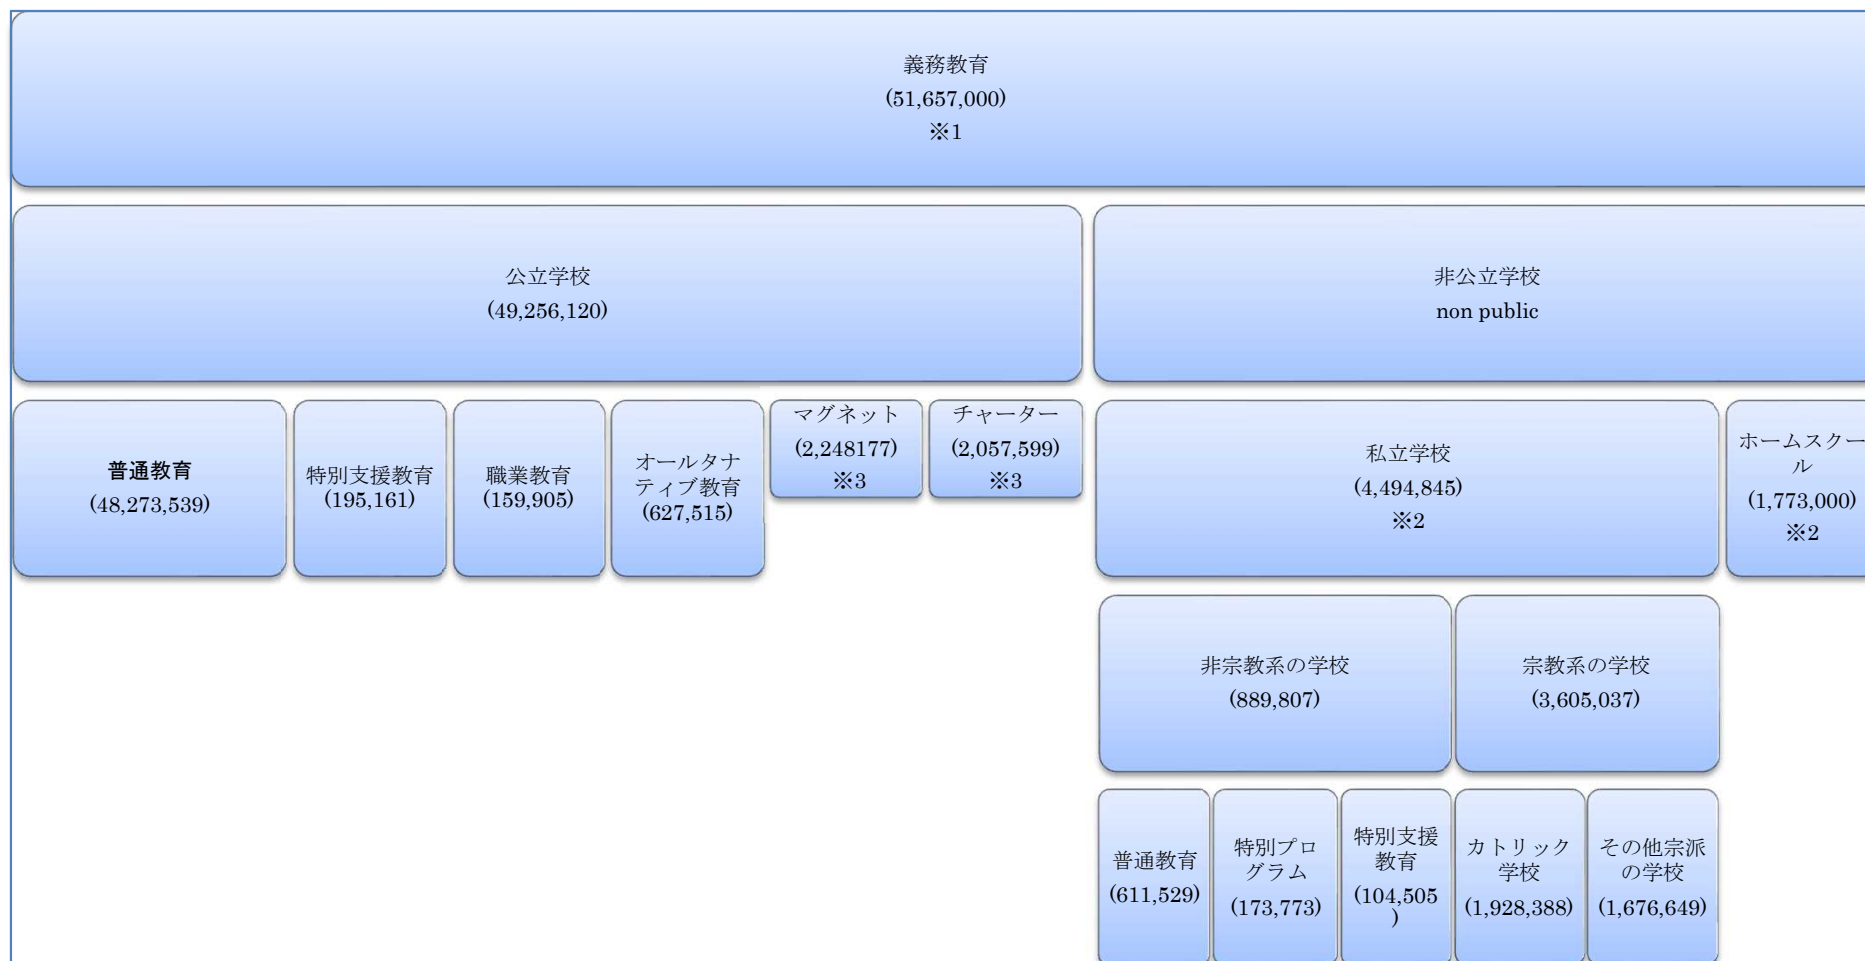 義務教育
(51,657,000)
※1
公立学校
(49,256,120)
非公立学校
non public
普通教育
(48,273,539)
特別支援教育
(195,161)
職業教育
(159,905)
オールタナ
ティブ教育
(627,515)
マグネット
(2,248177)
※3
チャーター
(2,057,599)
※3
私立学校
(4,494,845)
※2
ホームスクー
ル
(1,773,000)
※2
非宗教系の学校
(889,807)
宗教系の学校
(3,605,037)
普通教育
(611,529)
特別プロ
グラム
(173,773)
特別支援
教育
(104,505
)
カトリック
学校
(1,928,388)
その他宗派
の学校
(1,676,649)